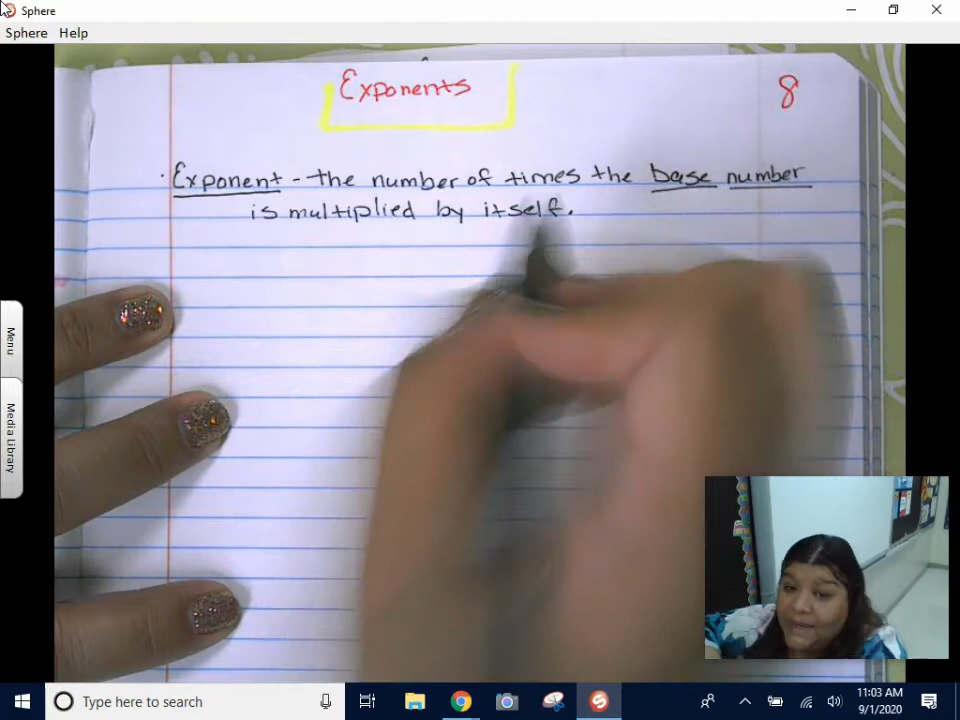 Sphere
Sphere Help
Exponents
8
. Exponent - the number of times the base number
is multiplied by itself.
Menu
Media Library
Type here to search
11:03 AM
9/1/2020